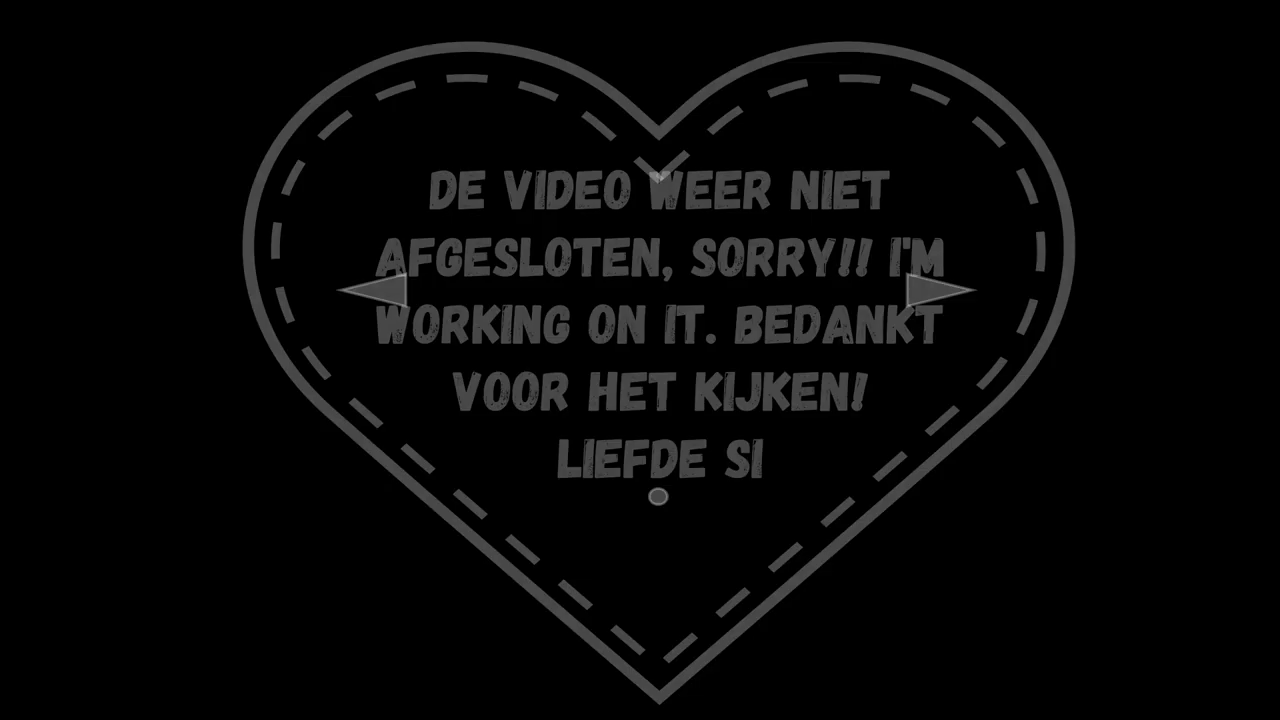 DE VIDEO WEER NIET
AFGESLOTEN, SORRY!! I'M
WORKING ON IT. BEDANKT
VOOR HET KIJKEN!
LIEFDE SI